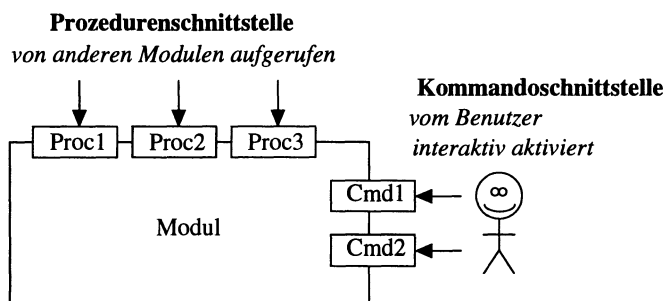 Prozedurenschnittstelle
von anderen Modulen aufgerufen
Kommandoschnittstelle
vom Benutzer
interaktiv aktiviert
Proc1 Proc2 Proc3
Cmd1
Modul
Cmd2